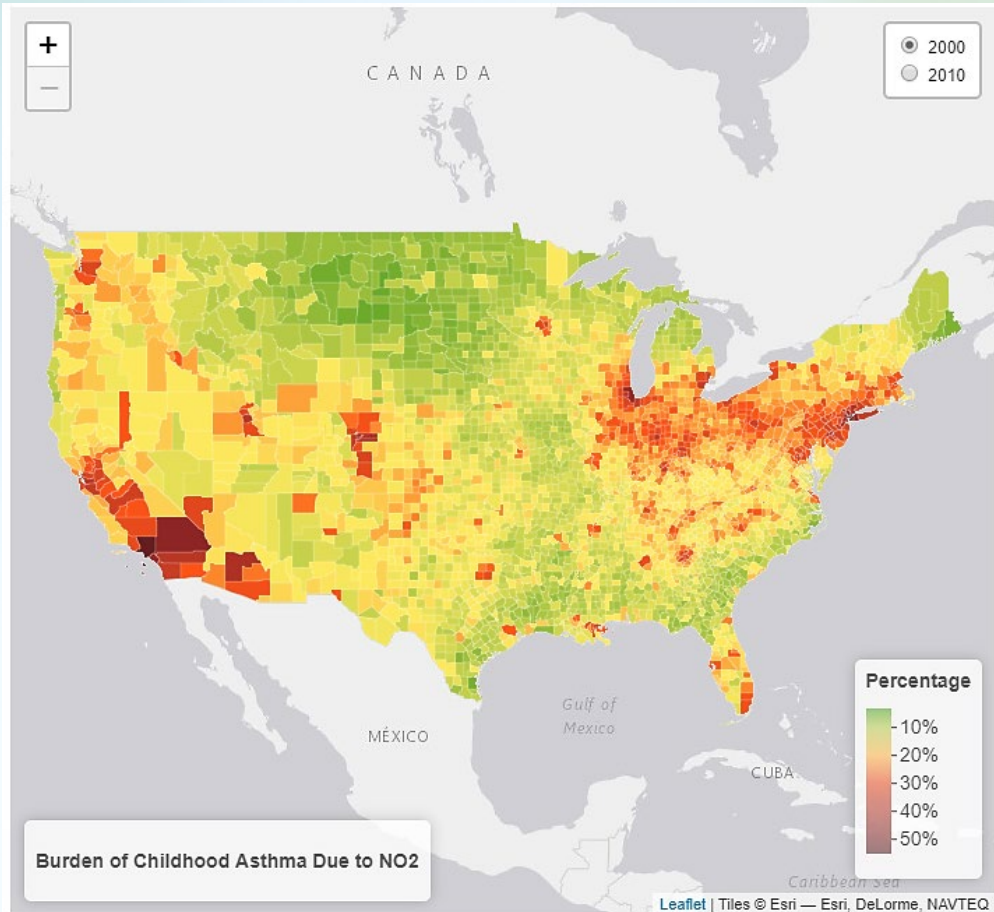 +
−
CANADA
2000
2010
Gulf of
Mexico
MÉXICO
CUBA
Percentage
10%
20%
30%
40%
50%
Burden of Childhood Asthma Due to NO2
Caribbean Sea
Leaflet | Tiles © Esri — Esri, DeLorme, NAVTEQ